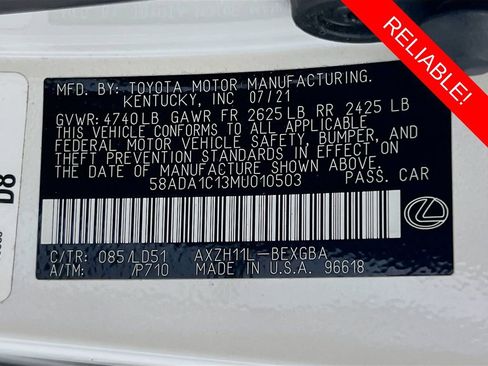 RELIABLE!
MFD. BY: TOYOTA MOTOR MANUFACTURING.
KENTUCKY, INC 07/21
GVWR: 4740LB GAWR FR 2625LB RR 2425 LB
THIS VEHICLE CONFORMS TO ALL APPLICABLE
FEDERAL MOTOR VEHICLE SAFETY, BUMPER, AND
THEFT PREVENTION STANDARDS IN EFFECT ON
THE DATE OF MANUFACTURE SHOWN ABOVE.
58ADA1C13MU010503 PASS. CAR
C/TR: 085/LD51 AXZH11L-BEXGBA
A/TM: /P710 MADE IN U.S.A. 96618
D8